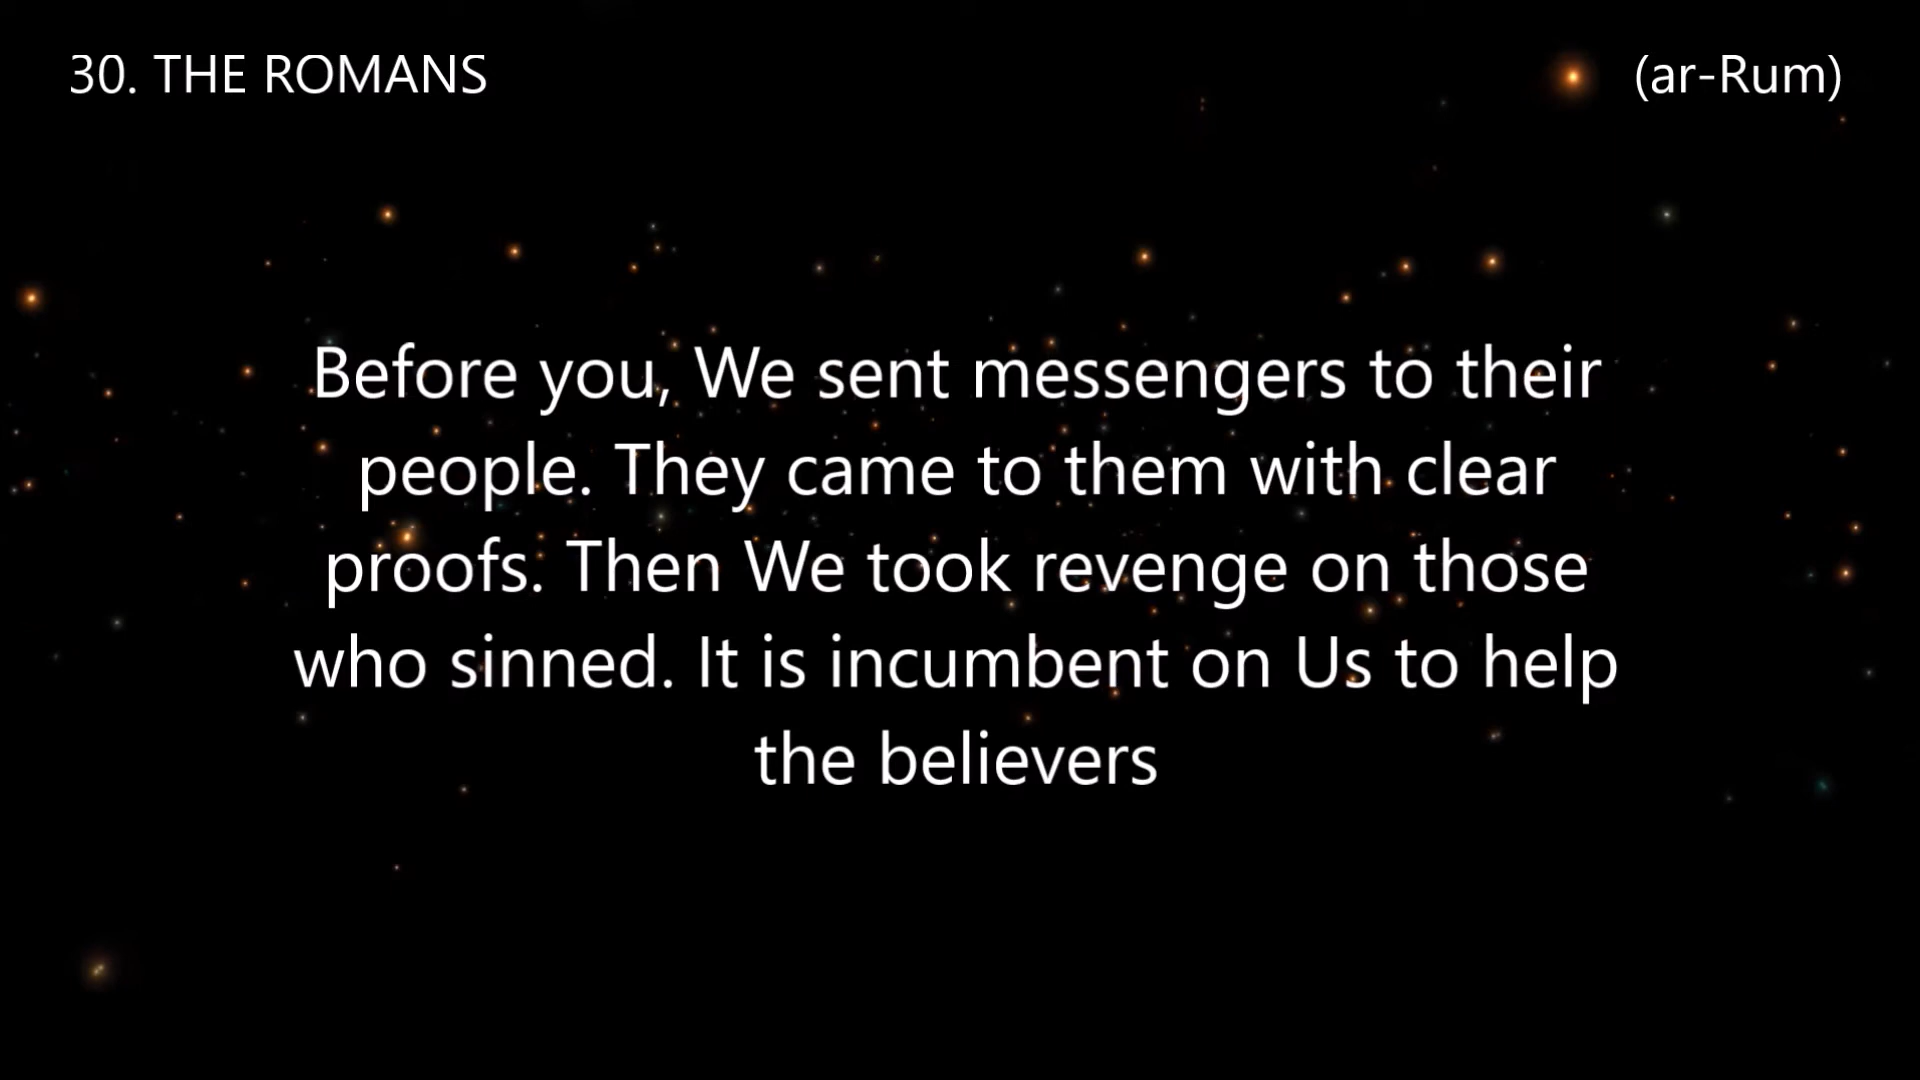 30. THE ROMANS
(ar-Rum)
Before you, We sent messengers to their
people. They came to them with clear
proofs. Then We took revenge on those
who sinned. It is incumbent on Us to help
the believers